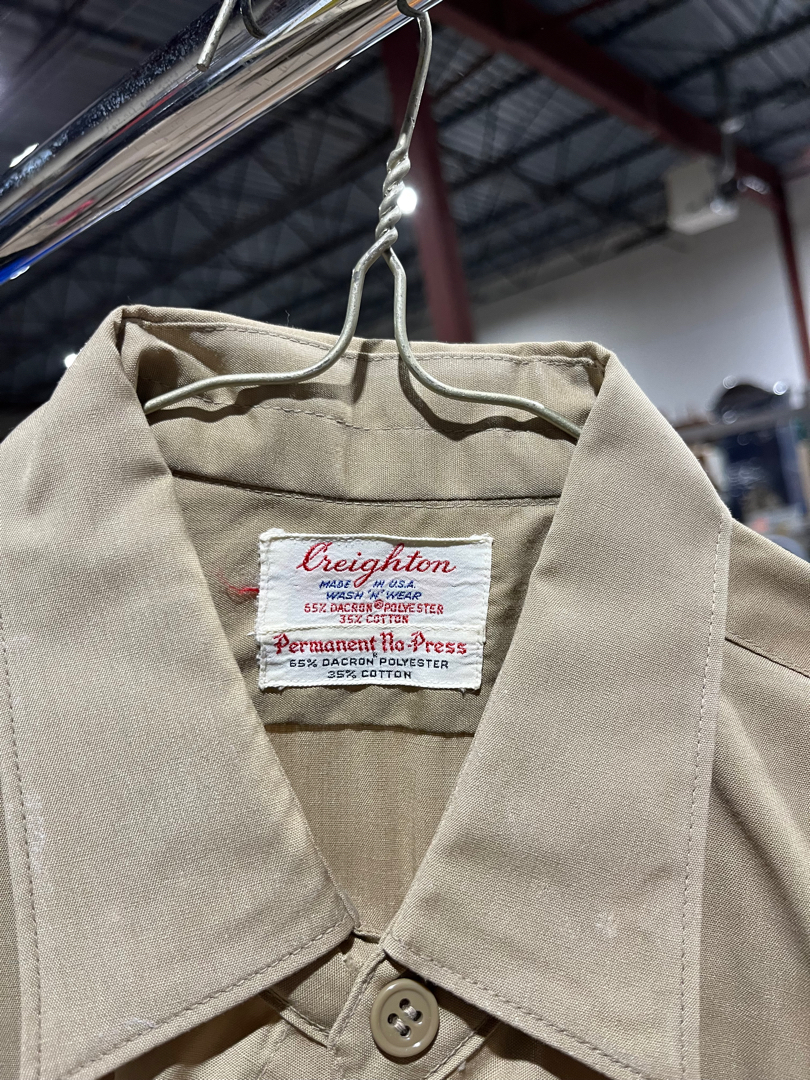 Creighton
MADE IN U.S.A.
WASH 'N' WEAR
65% DACRON® POLYESTER
35% COTTON
Permanent No-Press
65% DACRON® POLYESTER
35% COTTON